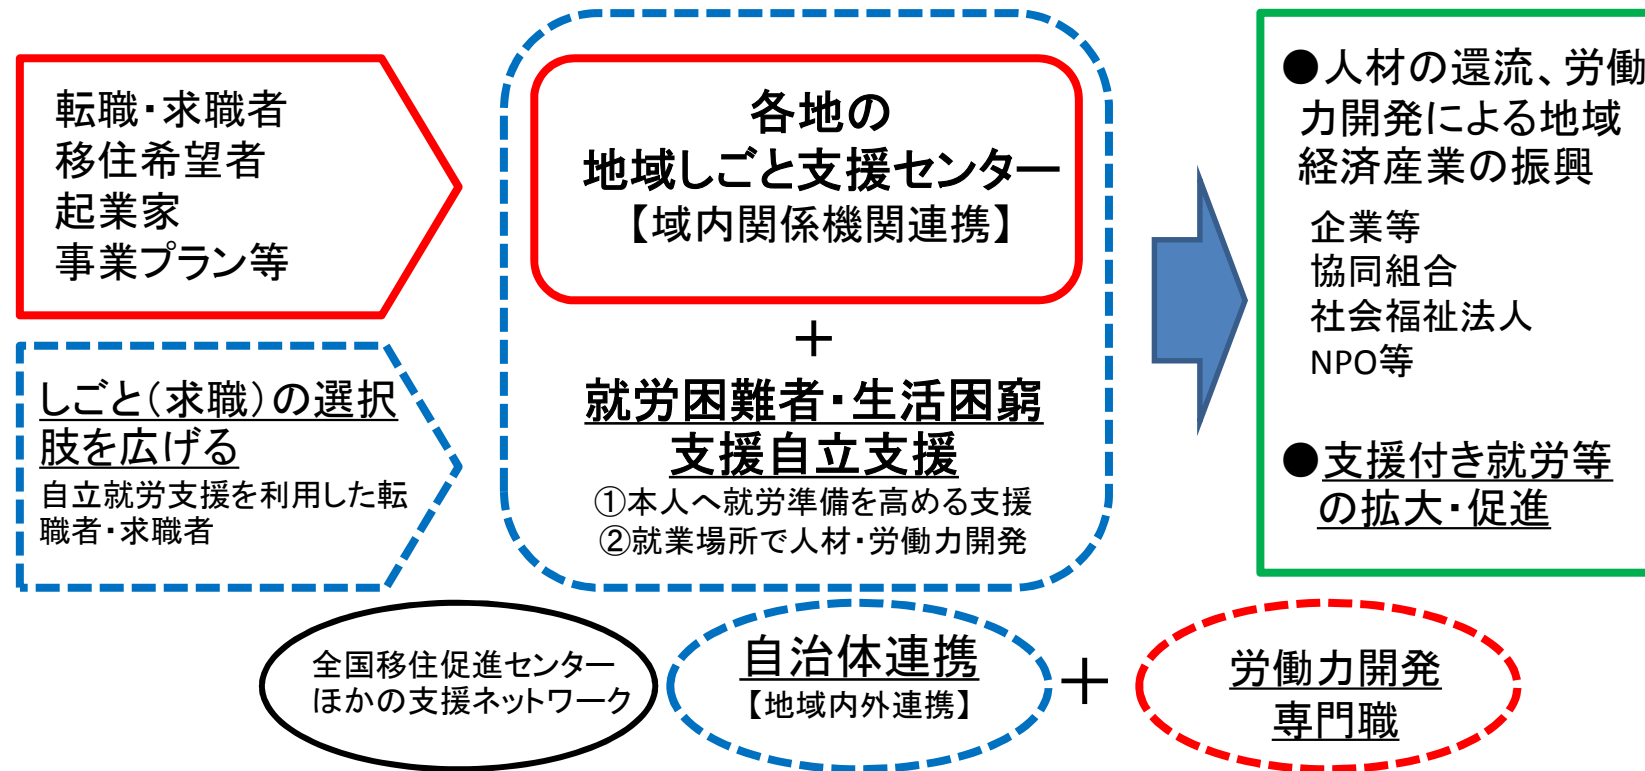 転職・求職者
移住希望者
起業家
事業プラン等
しごと(求職)の選択
肢を広げる
自立就労支援を利用した転
職者・求職者
各地の
地域しごと支援センター
【域内関係機関連携】
+
就労困難者・生活困窮
支援自立支援
①本人へ就労準備を高める支援
②就業場所で人材・労働力開発
●人材の還流、労働
力開発による地域
経済産業の振興
企業等
協同組合
社会福祉法人
NPO等
●支援付き就労等
の拡大・促進
全国移住促進センター
ほかの支援ネットワーク
自治体連携
【地域内外連携】
+
労働力開発
専門職